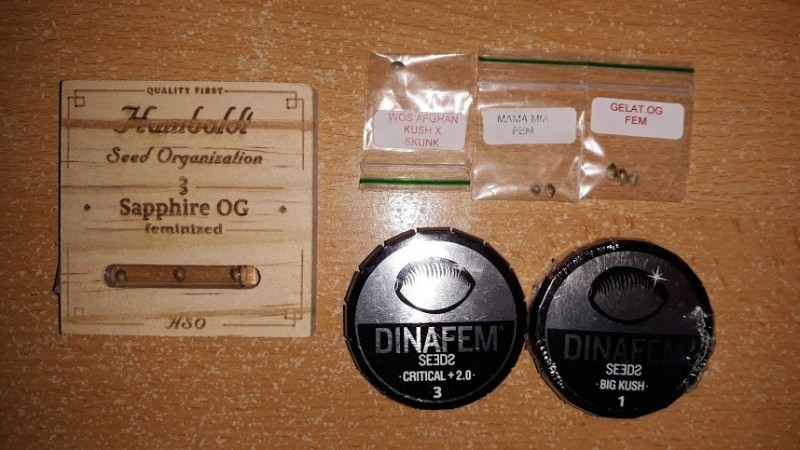 QUALITY FIRST
Humboldt
Seed Organization
3
Sapphire OG
feminized
HSO
WOS AFGHAN
KUSH X
SKUNK
MAMA MIA
FEM
GELAT.OG
FEM
DINAFEM®
SEEDS
·CRITICAL + 2.0·
3
DINAFEM
SEEDS
·BIG KUSH·
1